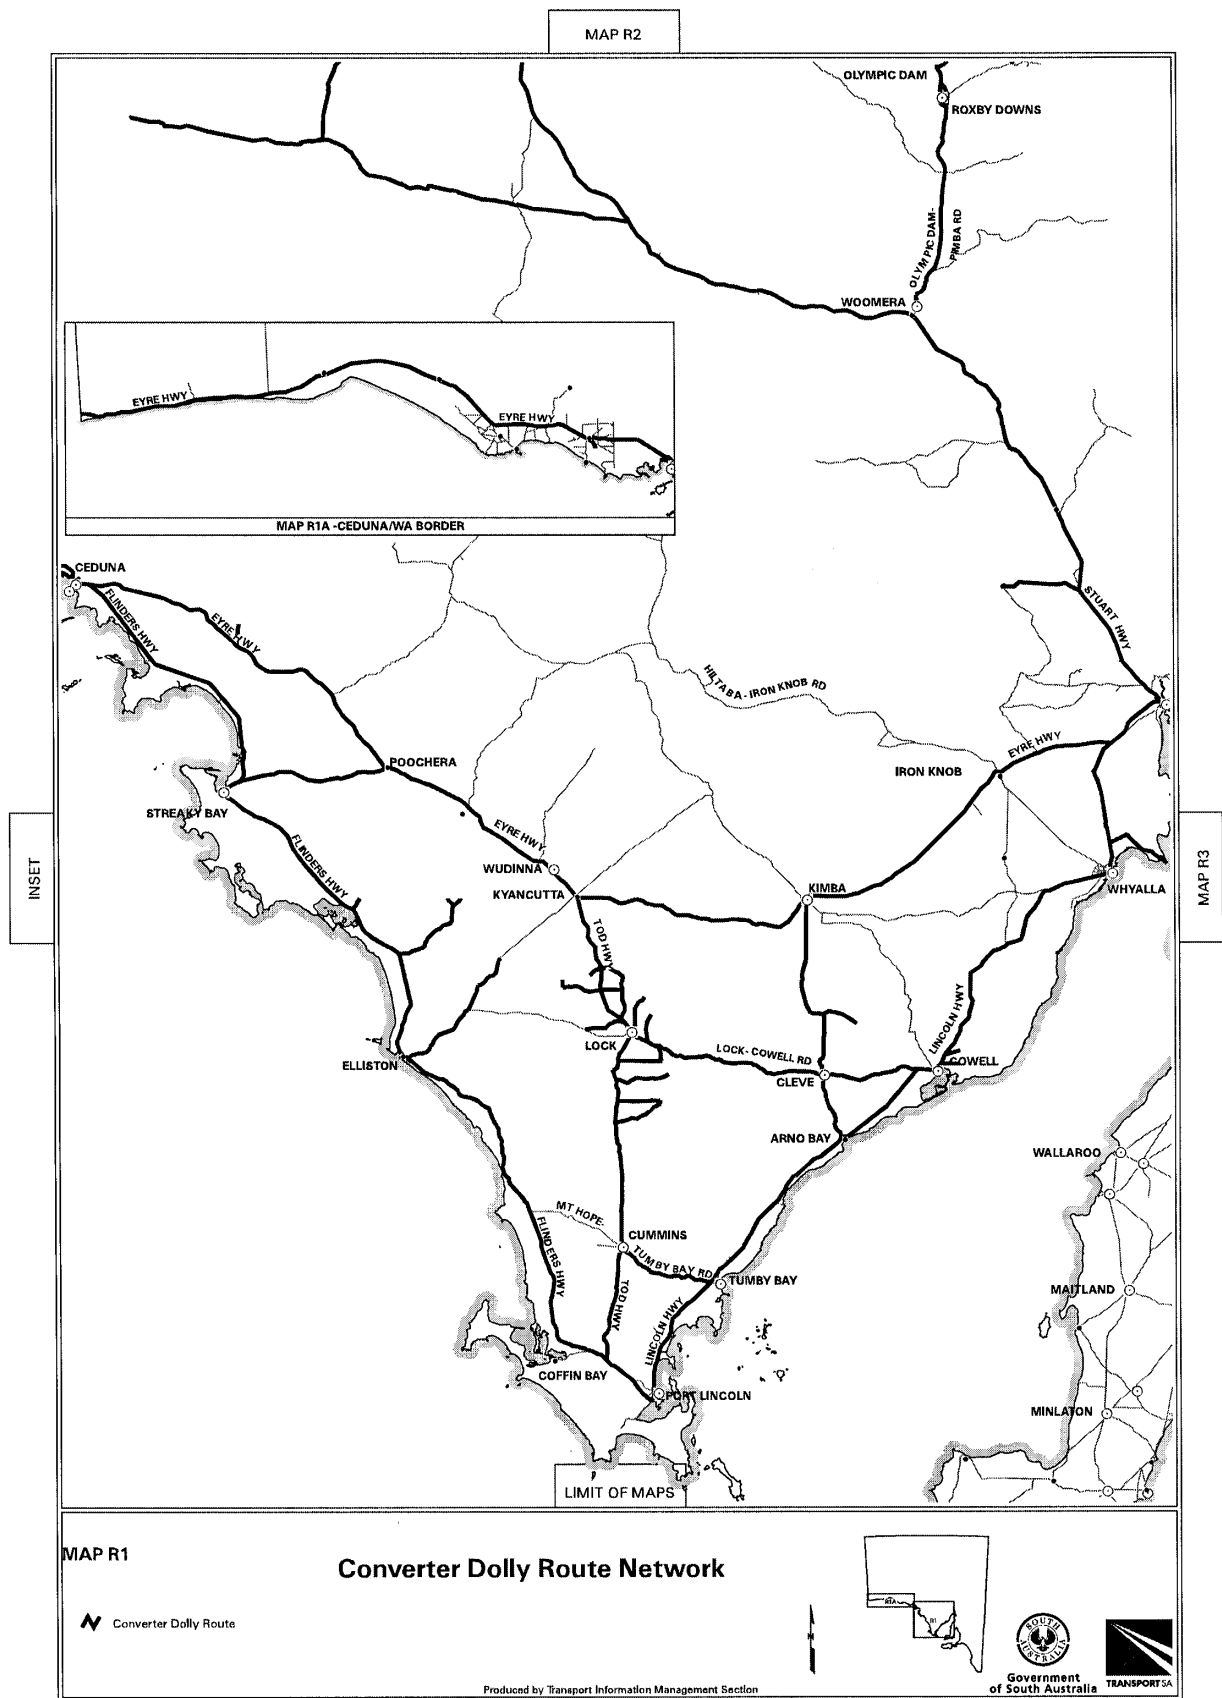 MAP R2
OLYMPIC DAM
ROXBY DOWNS
OLYMPIC DAM-
PIMBA RD
WOOMERA
EYRE HWY
EYRE HWY
MAP R1A -CEDUNA/WA BORDER
CEDUNA
FLINDERS HWY
EYRE HWY
STUART HWY
HILTABA - IRON KNOB RD
EYRE HWY
POOCHERA
IRON KNOB
STREAKY BAY
INSET
MAP R3
EYRE HWY
FLINDERS HWY
WUDINNA
KYANCUTTA
KIMBA
WHYALLA
TOD HWY
LINCOLN HWY
LOCK
LOCK - COWELL RD
COWELL
ELLISTON
CLEVE
ARNO BAY
WALLAROO
MT HOPE
FLINDERS HWY
CUMMINS
TUMBY BAY RD
TUMBY BAY
TOD HWY
LINCOLN HWY
MAITLAND
COFFIN BAY
PORT LINCOLN
MINLATON
LIMIT OF MAPS
MAP R1
Converter Dolly Route Network
Converter Dolly Route
N
R1A
R1
SOUTH
AUSTRALIA
Government
of South Australia
TRANSPORT SA
Produced by Transport Information Management Section